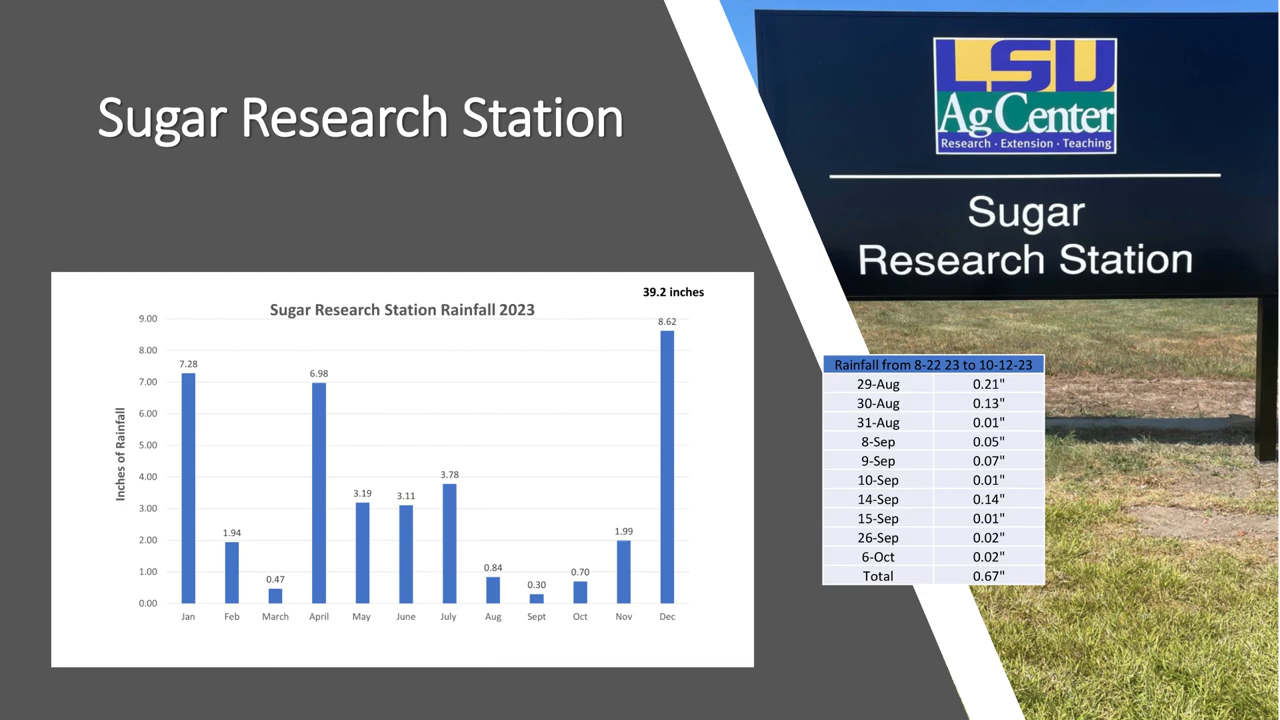 Sugar Research Station
LSU
AgCenter
Research · Extension · Teaching
Sugar
Research Station
39.2 inches
Sugar Research Station Rainfall 2023
Inches of Rainfall
9.00
8.00
7.00
6.00
5.00
4.00
3.00
2.00
1.00
0.00
7.28
1.94
0.47
6.98
3.19
3.11
3.78
0.84
0.30
0.70
1.99
8.62
Jan Feb March April May June July Aug Sept Oct Nov Dec
Rainfall from 8-22 23 to 10-12-23
29-Aug 0.21"
30-Aug 0.13"
31-Aug 0.01"
8-Sep 0.05"
9-Sep 0.07"
10-Sep 0.01"
14-Sep 0.14"
15-Sep 0.01"
26-Sep 0.02"
6-Oct 0.02"
Total 0.67"